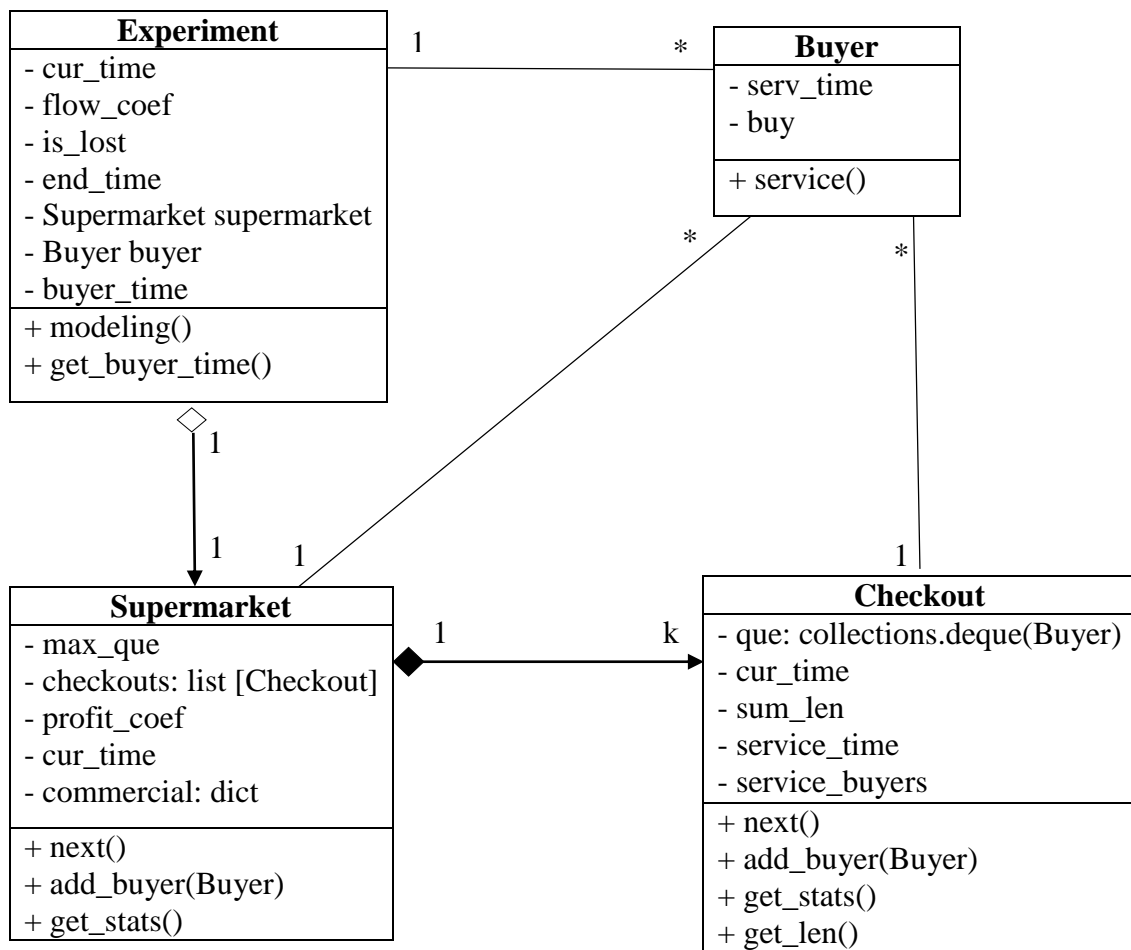 Experiment
- cur_time
- flow_coef
- is_lost
- end_time
- Supermarket supermarket
- Buyer buyer
- buyer_time
+ modeling()
+ get_buyer_time()
1
*
Buyer
- serv_time
- buy
+ service()
*
*
1
1
1
1
Supermarket
- max_que
- checkouts: list [Checkout]
- profit_coef
- cur_time
- commercial: dict
+ next()
+ add_buyer(Buyer)
+ get_stats()
1
k
Checkout
- que: collections.deque(Buyer)
- cur_time
- sum_len
- service_time
- service_buyers
+ next()
+ add_buyer(Buyer)
+ get_stats()
+ get_len()